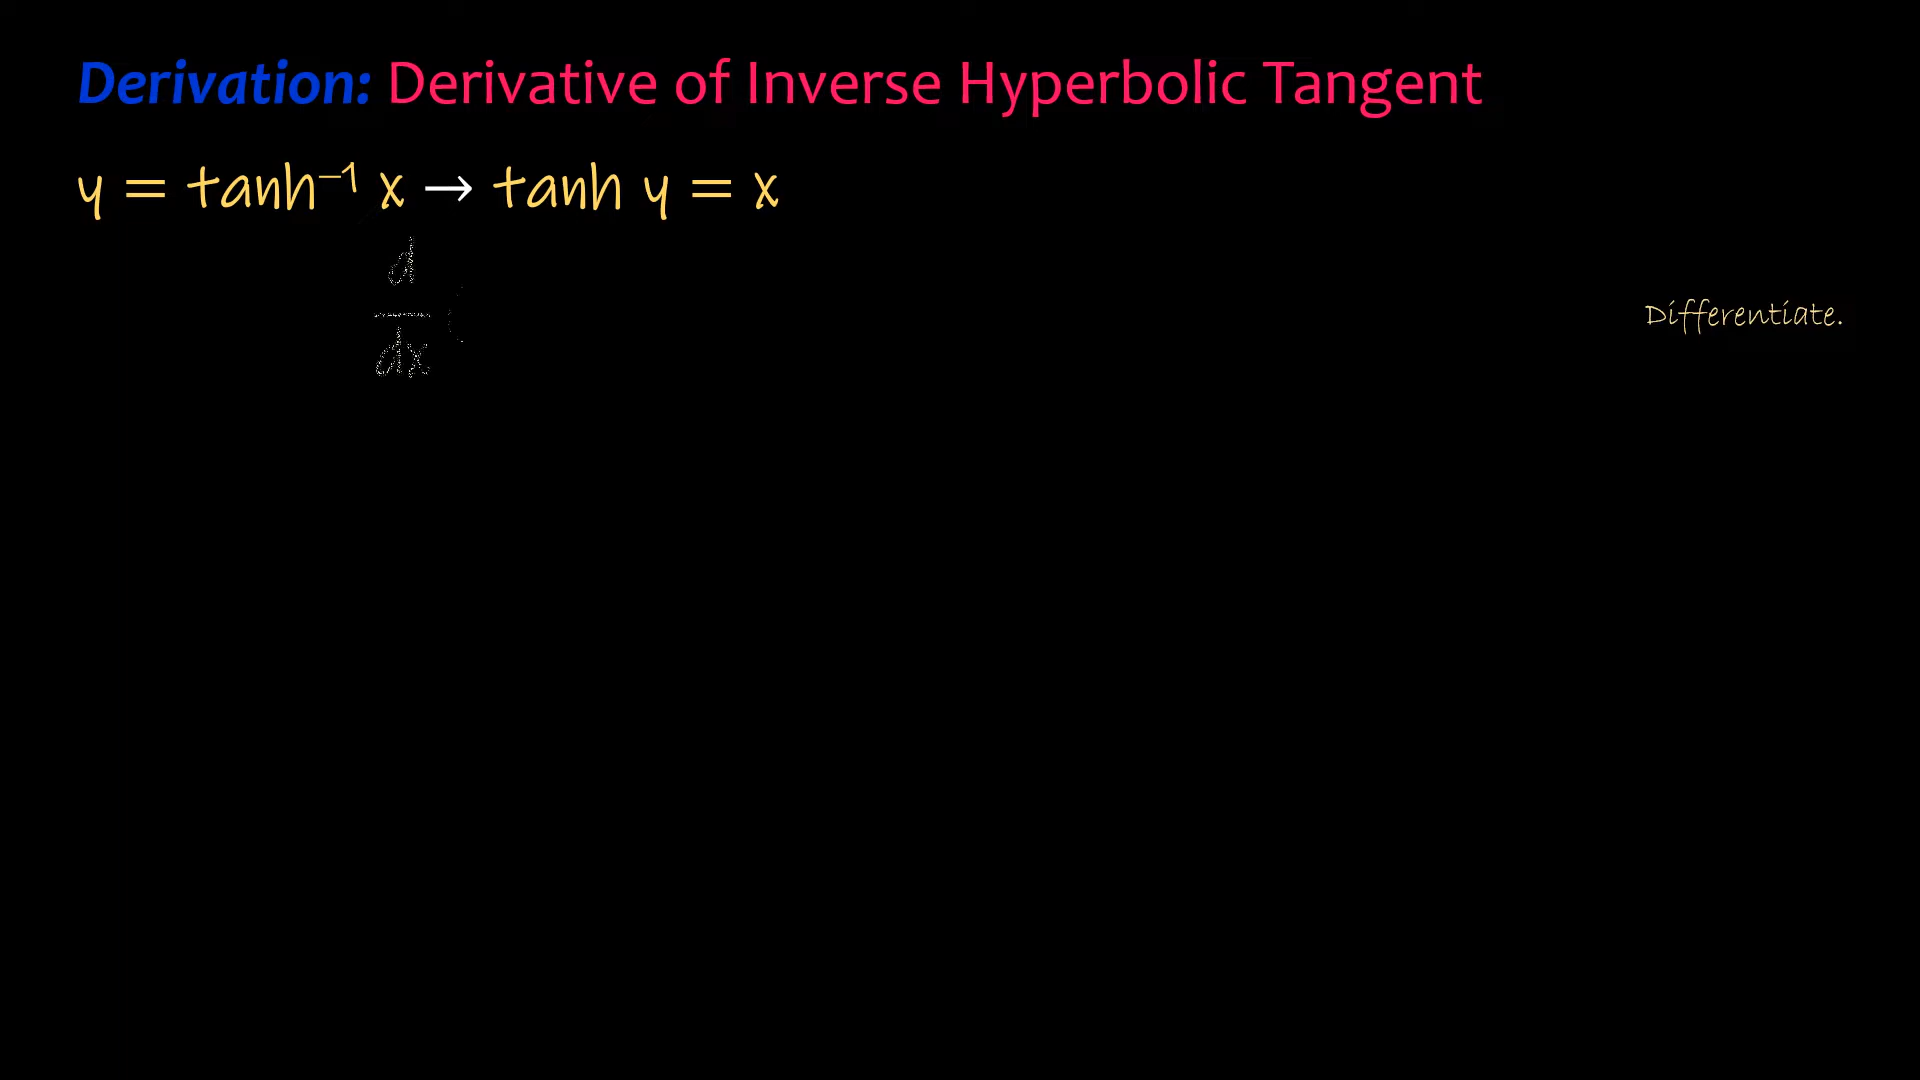 Derivation: Derivative of Inverse Hyperbolic Tangent
y = tanh⁻¹ x → tanh y = x
d
dx
(
Differentiate.